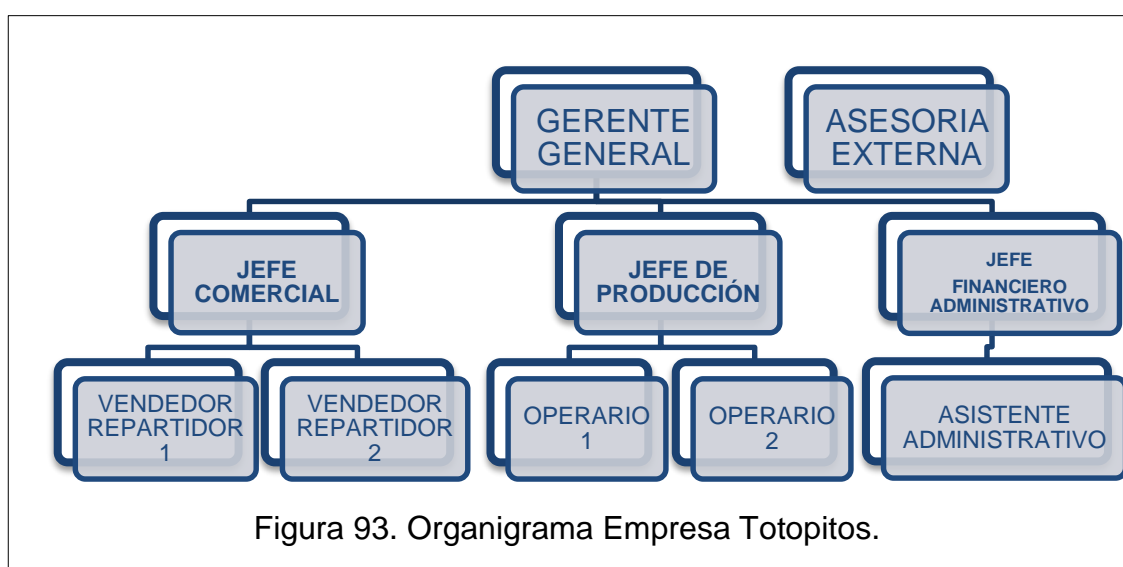 GERENTE
GENERAL
ASESORIA
EXTERNA
JEFE
COMERCIAL
JEFE DE
PRODUCCIÓN
JEFE
FINANCIERO
ADMINISTRATIVO
VENDEDOR
REPARTIDOR
1
VENDEDOR
REPARTIDOR
2
OPERARIO
1
OPERARIO
2
ASISTENTE
ADMINISTRATIVO
Figura 93. Organigrama Empresa Totopitos.